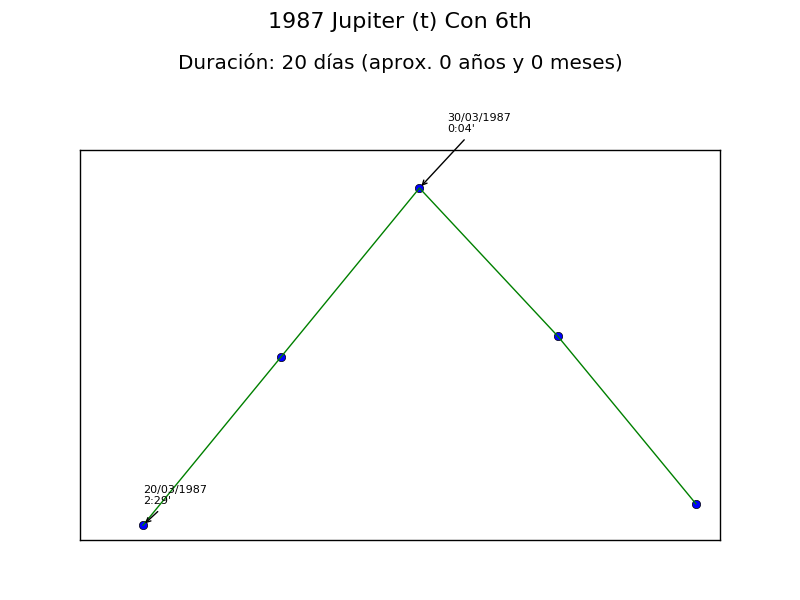 1987 Jupiter (t) Con 6th
Duración: 20 días (aprox. 0 años y 0 meses)
30/03/1987
0:04'
20/03/1987
2:29'